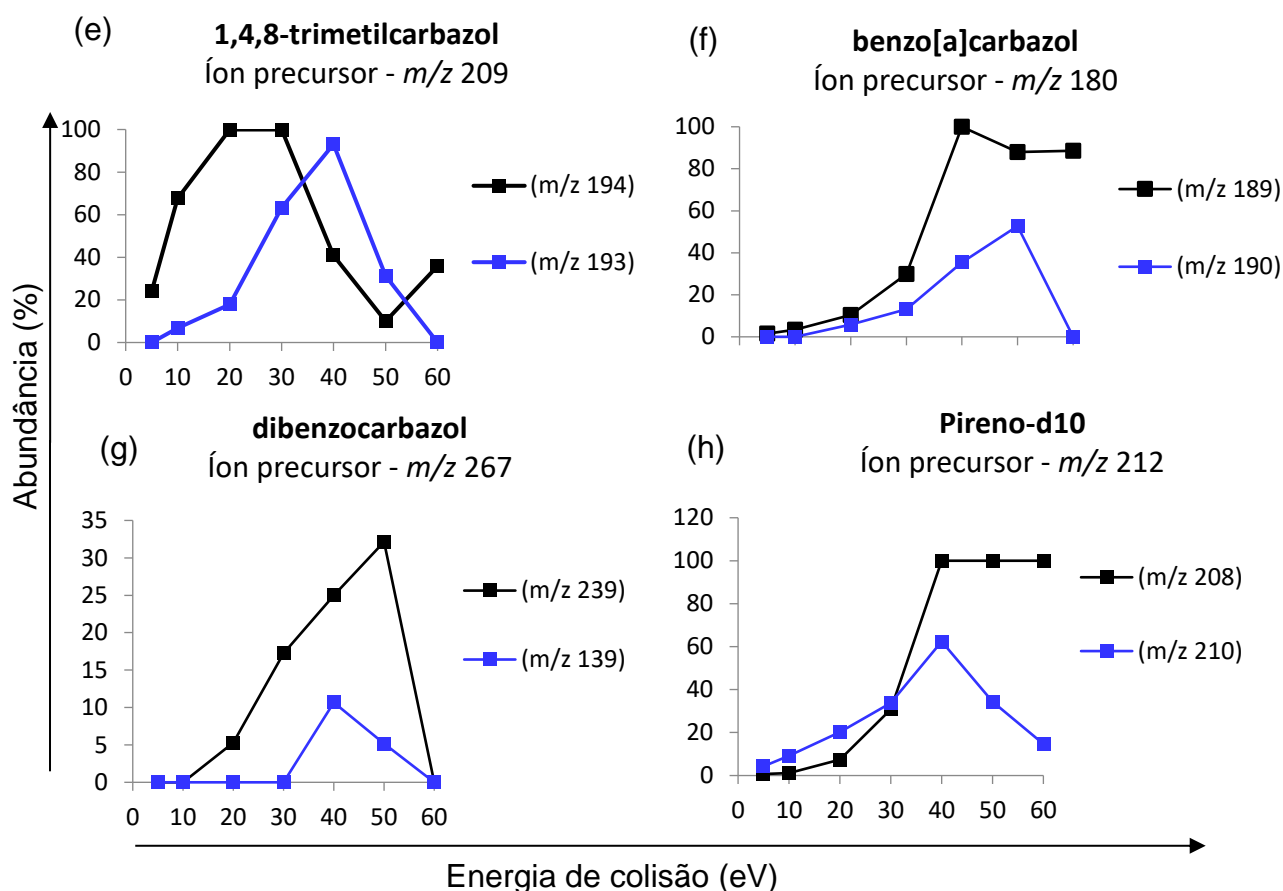 (e)
1,4,8-trimetilcarbazol
Íon precursor - m/z 209
100
80
60
40
20
0
0 10 20 30 40 50 60
(m/z 194)
(m/z 193)
(f)
benzo[a]carbazol
Íon precursor - m/z 180
100
80
60
40
20
0
(m/z 189)
(m/z 190)
Abundância (%)
(g)
dibenzocarbazol
Íon precursor - m/z 267
35
30
25
20
15
10
5
0
0 10 20 30 40 50 60
(m/z 239)
(m/z 139)
(h)
Pireno-d10
Íon precursor - m/z 212
120
100
80
60
40
20
0
0 10 20 30 40 50 60
(m/z 208)
(m/z 210)
Energia de colisão (eV)